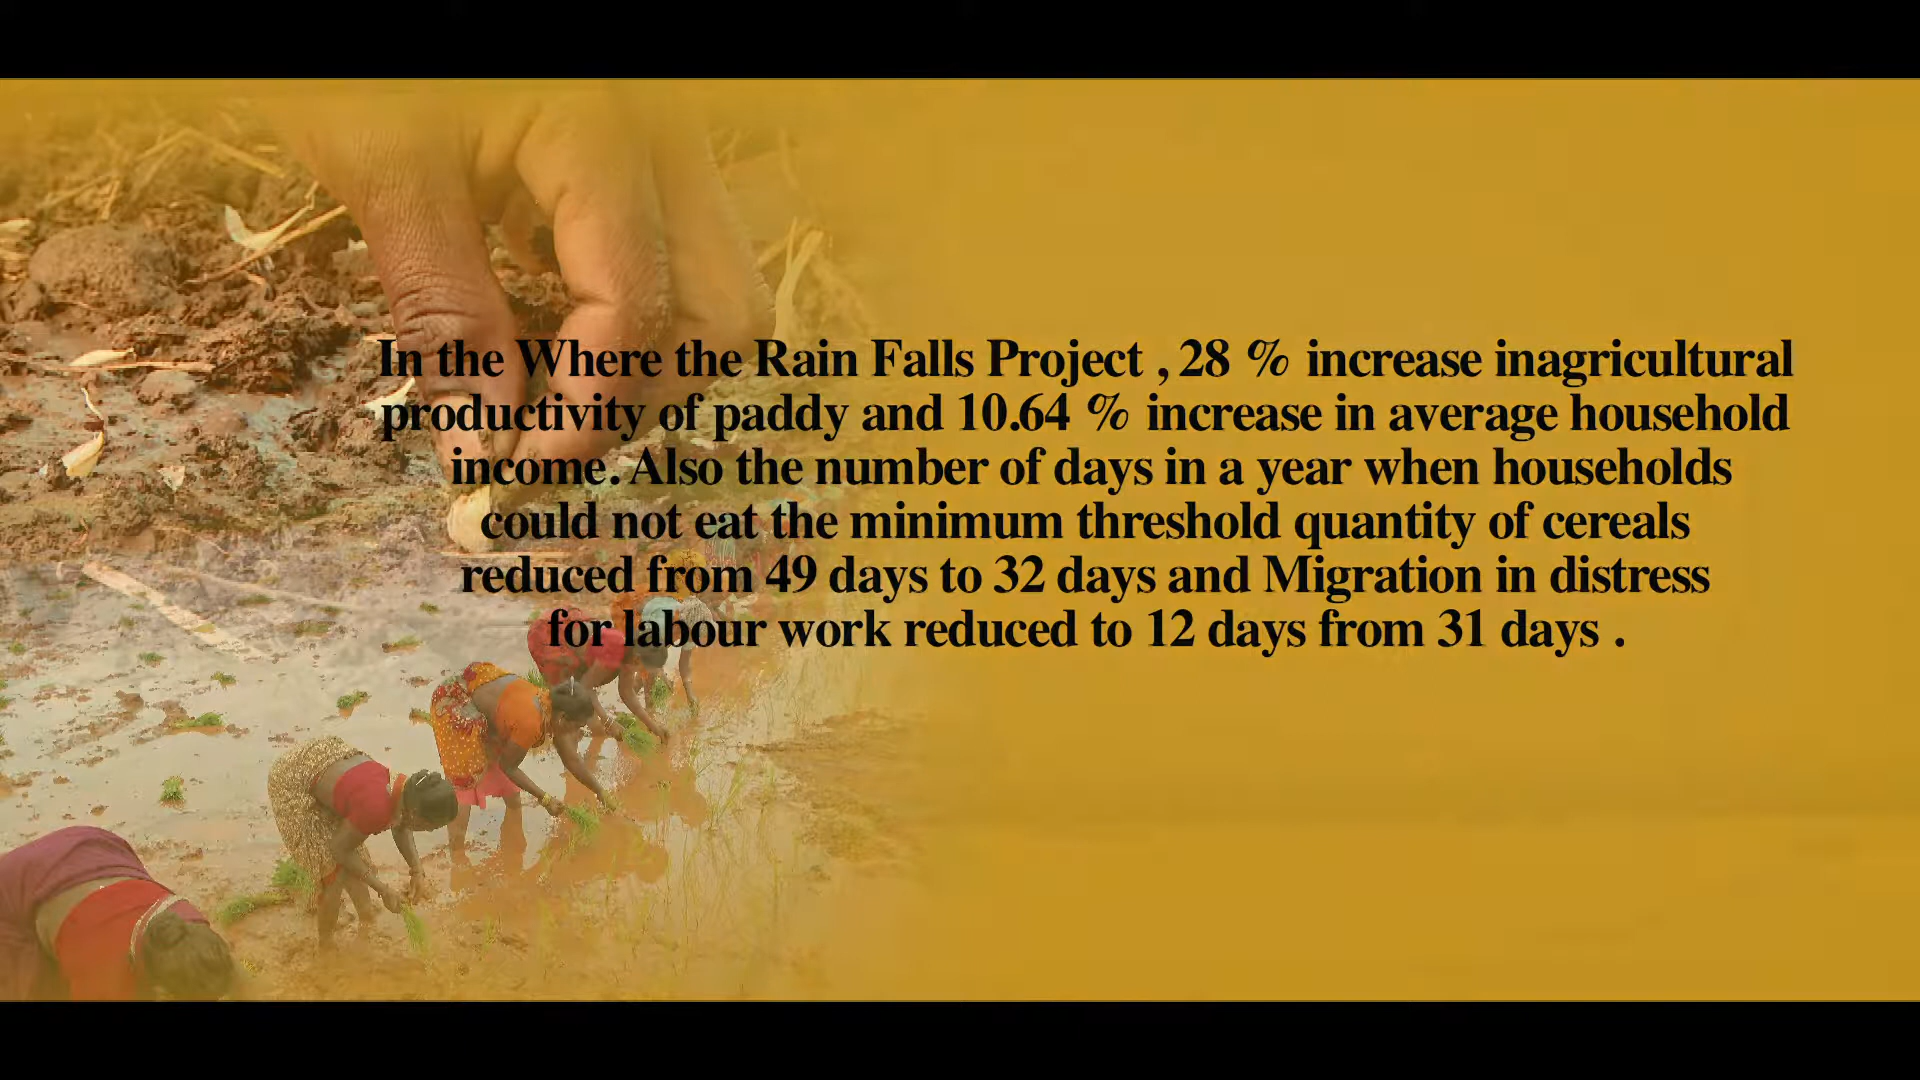 In the Where the Rain Falls Project , 28 % increase inagricultural
productivity of paddy and 10.64 % increase in average household
income. Also the number of days in a year when households
could not eat the minimum threshold quantity of cereals
reduced from 49 days to 32 days and Migration in distress
for labour work reduced to 12 days from 31 days .